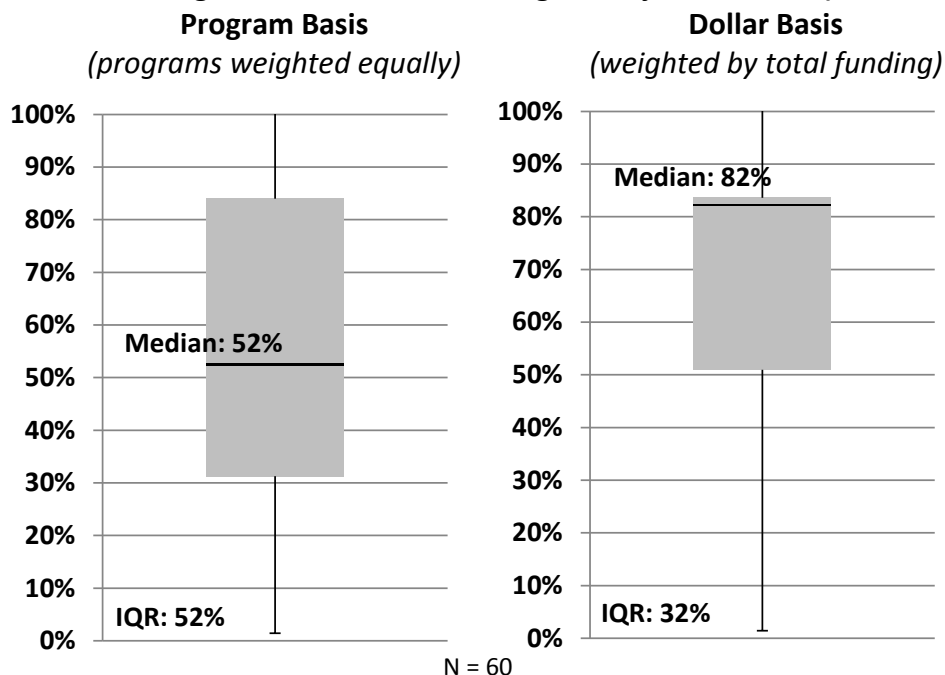 Program Basis
(programs weighted equally)
100%
90%
80%
70%
60%
Median: 52%
50%
40%
30%
20%
10%
IQR: 52%
0%
Dollar Basis
(weighted by total funding)
100%
90%
Median: 82%
80%
70%
60%
50%
40%
30%
20%
10%
IQR: 32%
0%
N = 60